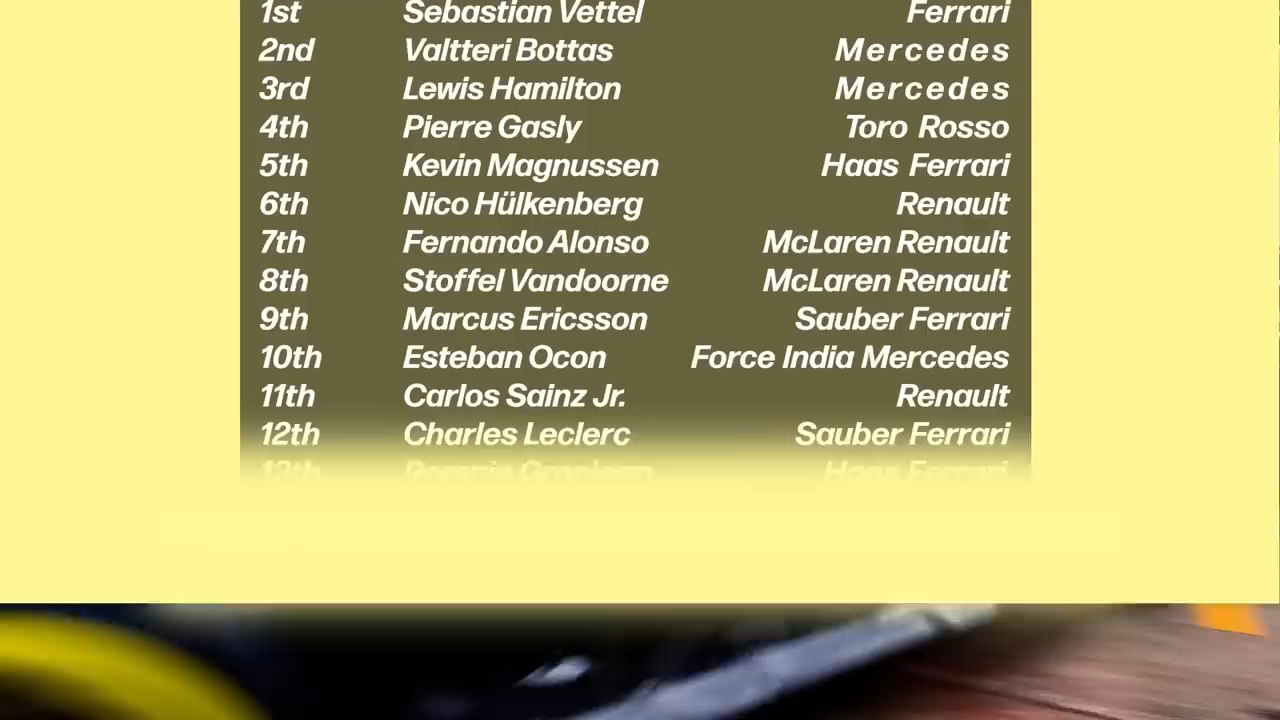 1st Sebastian Vettel Ferrari
2nd Valtteri Bottas Mercedes
3rd Lewis Hamilton Mercedes
4th Pierre Gasly Toro Rosso
5th Kevin Magnussen Haas Ferrari
6th Nico Hülkenberg Renault
7th Fernando Alonso McLaren Renault
8th Stoffel Vandoorne McLaren Renault
9th Marcus Ericsson Sauber Ferrari
10th Esteban Ocon Force India Mercedes
11th Carlos Sainz Jr. Renault
12th Charles Leclerc Sauber Ferrari
13th Haas Ferrari